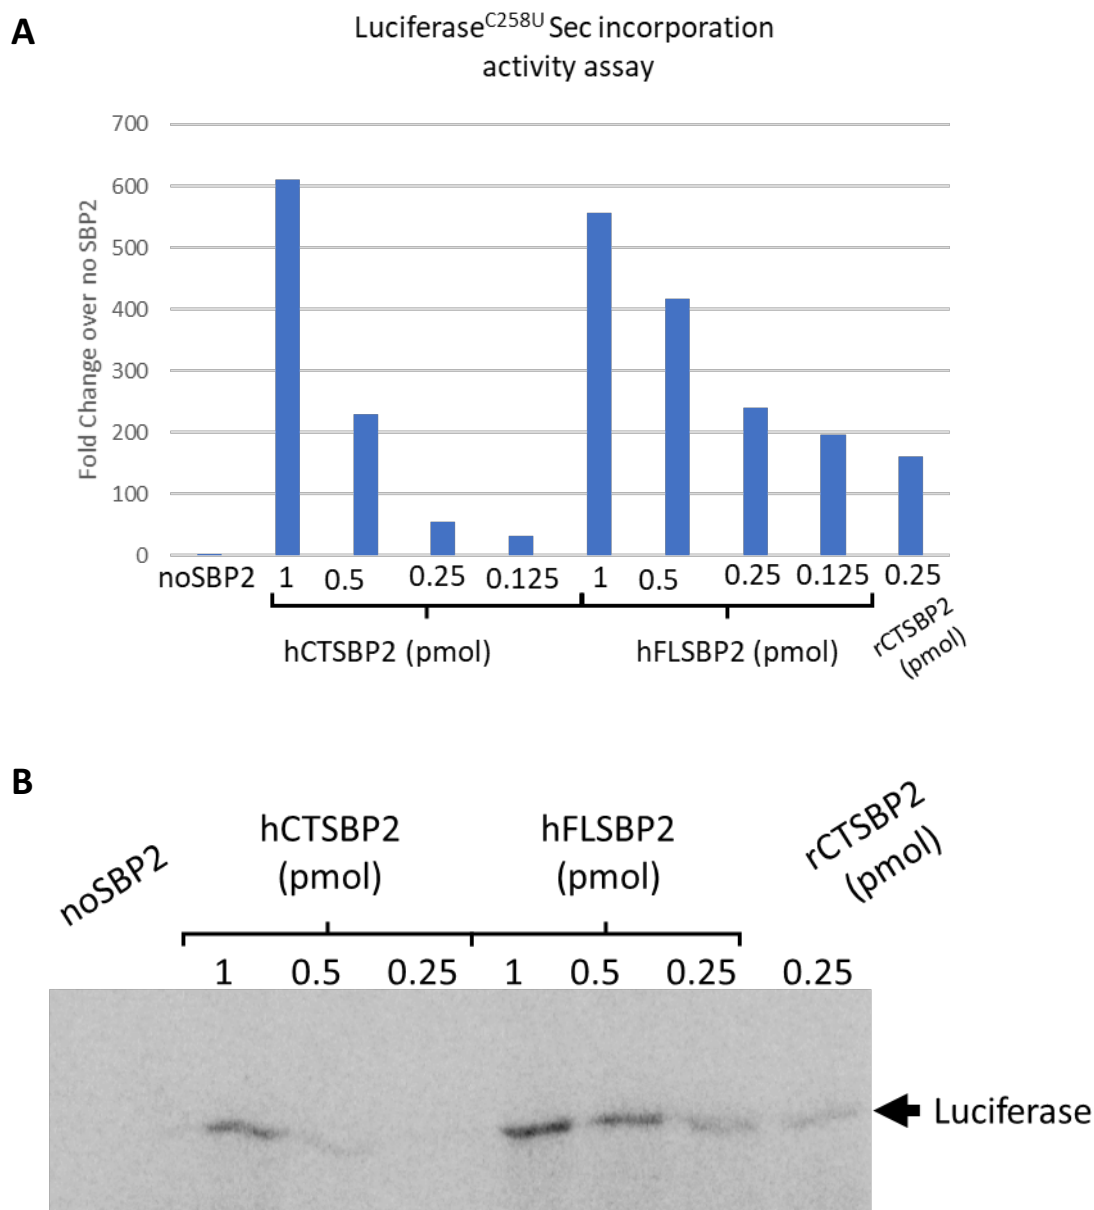 A
Luciferase^C258U Sec incorporation
activity assay
Fold Change over no SBP2
700
600
500
400
300
200
100
0
noSBP2 1 0.5 0.25 0.125 1 0.5 0.25 0.125 0.25
hCTSBP2 (pmol) hFLSBP2 (pmol) rCTSBP2
(pmol)
B
noSBP2
hCTSBP2
(pmol)
hFLSBP2
(pmol)
rCTSBP2
(pmol)
1 0.5 0.25 1 0.5 0.25 0.25
Luciferase